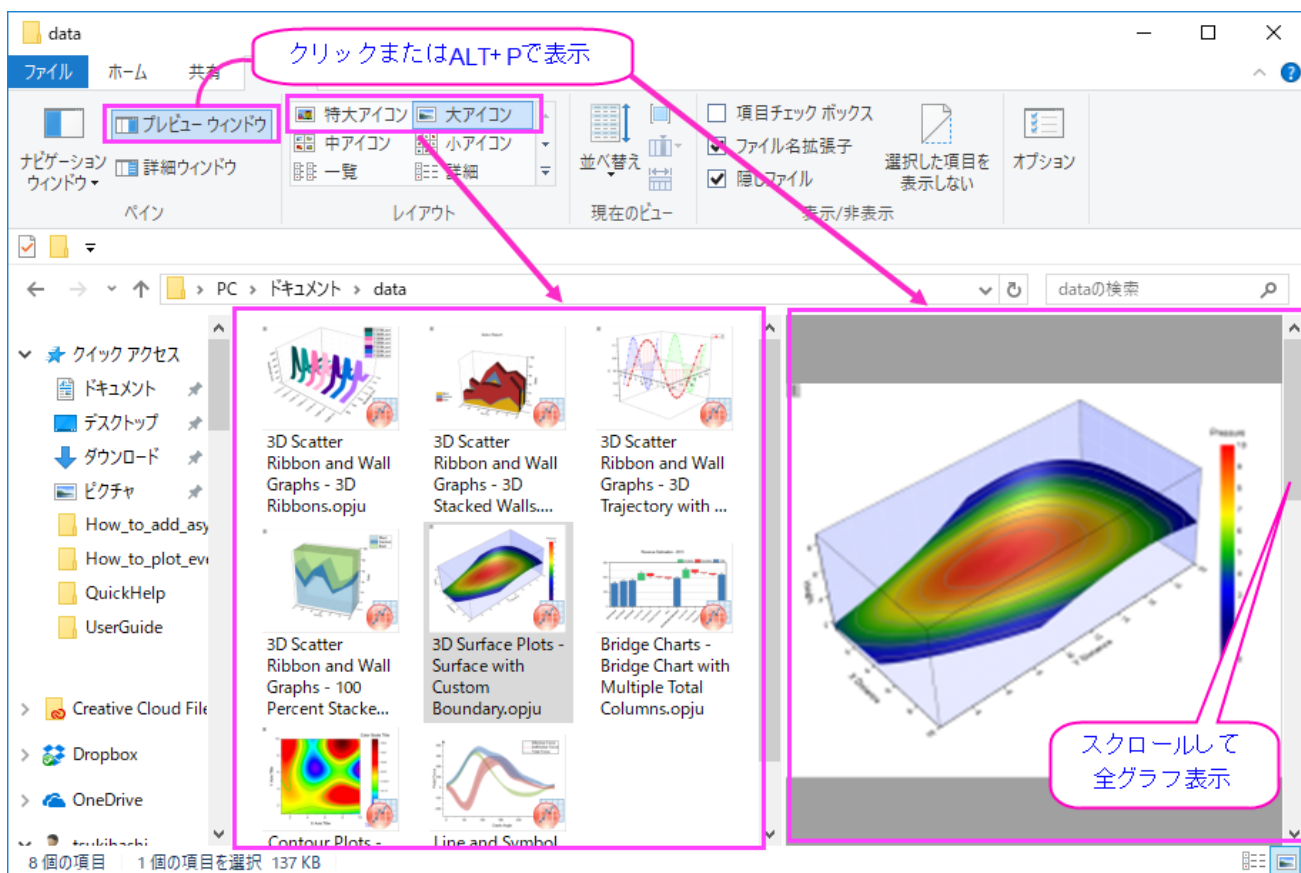 data
クリックまたはALT+ Pで表示
ファイル
ホーム
共有
プレビュー ウィンドウ
ナビゲーション
ウィンドウ
詳細ウィンドウ
ペイン
特大アイコン
大アイコン
中アイコン
小アイコン
一覧
詳細
レイアウト
並べ替え
現在のビュー
項目チェック ボックス
ファイル名拡張子
隠しファイル
選択した項目を
表示しない
表示/非表示
オプション
PC
ドキュメント
data
dataの検索
クイック アクセス
ドキュメント
デスクトップ
ダウンロード
ピクチャ
How_to_add_asy
How_to_plot_eve
QuickHelp
UserGuide
Creative Cloud File
Dropbox
OneDrive
tsukihashi
3D Scatter
Ribbon and Wall
Graphs - 3D
Ribbons.opju
3D Scatter
Ribbon and Wall
Graphs - 3D
Stacked Walls....
3D Scatter
Ribbon and Wall
Graphs - 3D
Trajectory with ...
3D Scatter
Ribbon and Wall
Graphs - 100
Percent Stacke...
3D Surface Plots -
Surface with
Custom
Boundary.opju
Bridge Charts -
Bridge Chart with
Multiple Total
Columns.opju
Contour Plots -
Line and Symbol
Pressure
X Distance
Y Distance
スクロールして
全グラフ表示
8 個の項目
1 個の項目を選択 137 KB